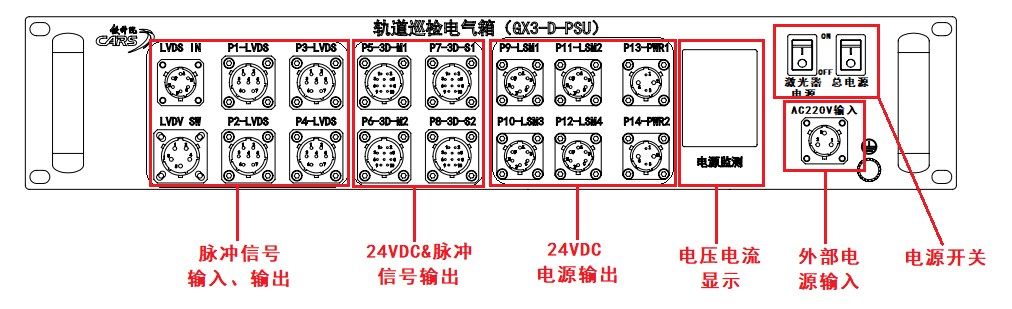 轨道巡检电气箱（GX3-D-PSU）
铁科院
CARS
LVDS IN P1-LVDS P3-LVDS P5-3D-M1 P7-3D-S1 P9-LSM1 P11-LSM2 P13-PWR1
ON
OFF
激光器电源
总电源
LVDV SW P2-LVDS P4-LVDS P6-3D-M2 P8-3D-S2 P10-LSM3 P12-LSM4 P14-PWR2
AC220V输入
电源监测
脉冲信号
输入、输出
24VDC&脉冲
信号输出
24VDC
电源输出
电压电流
显示
外部电
源输入
电源开关